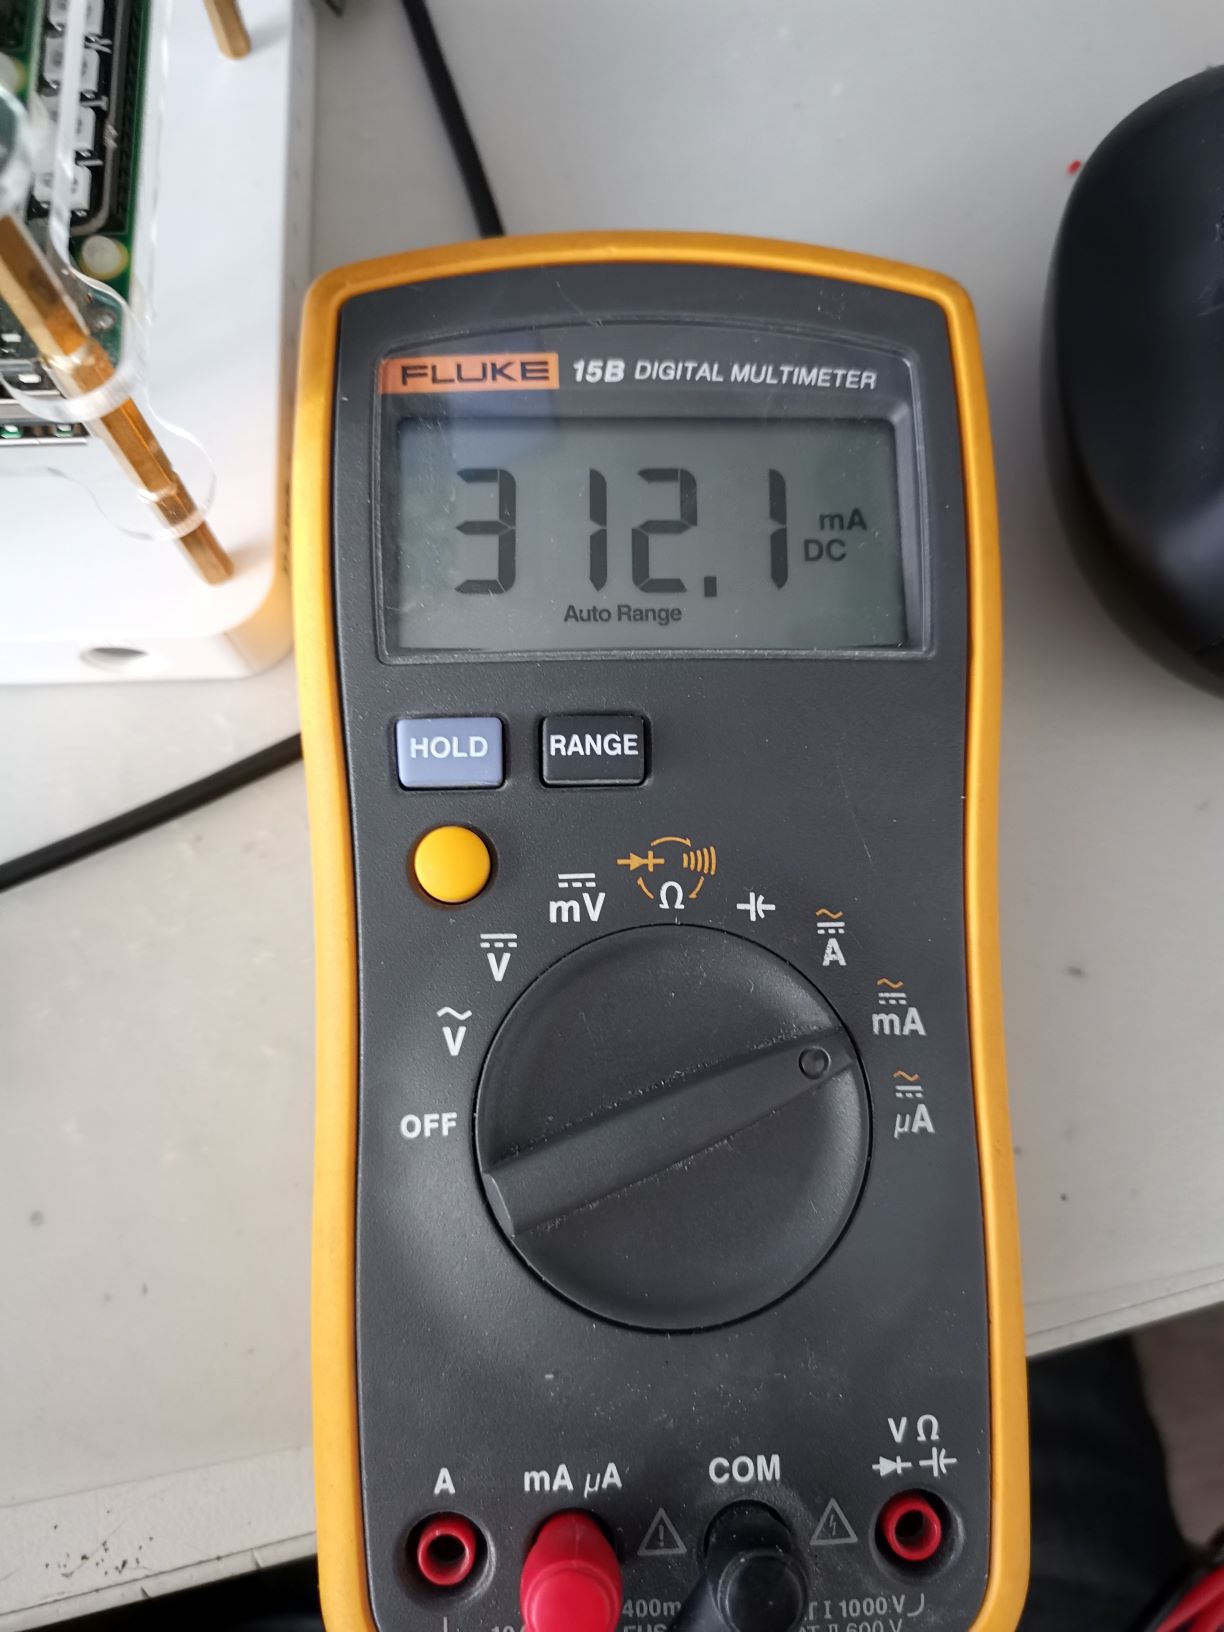 FLUKE 15B DIGITAL MULTIMETER
312.1 mA DC
Auto Range
HOLD RANGE
mV Ω
V A
V mA
OFF µA
V Ω
A mA µA COM